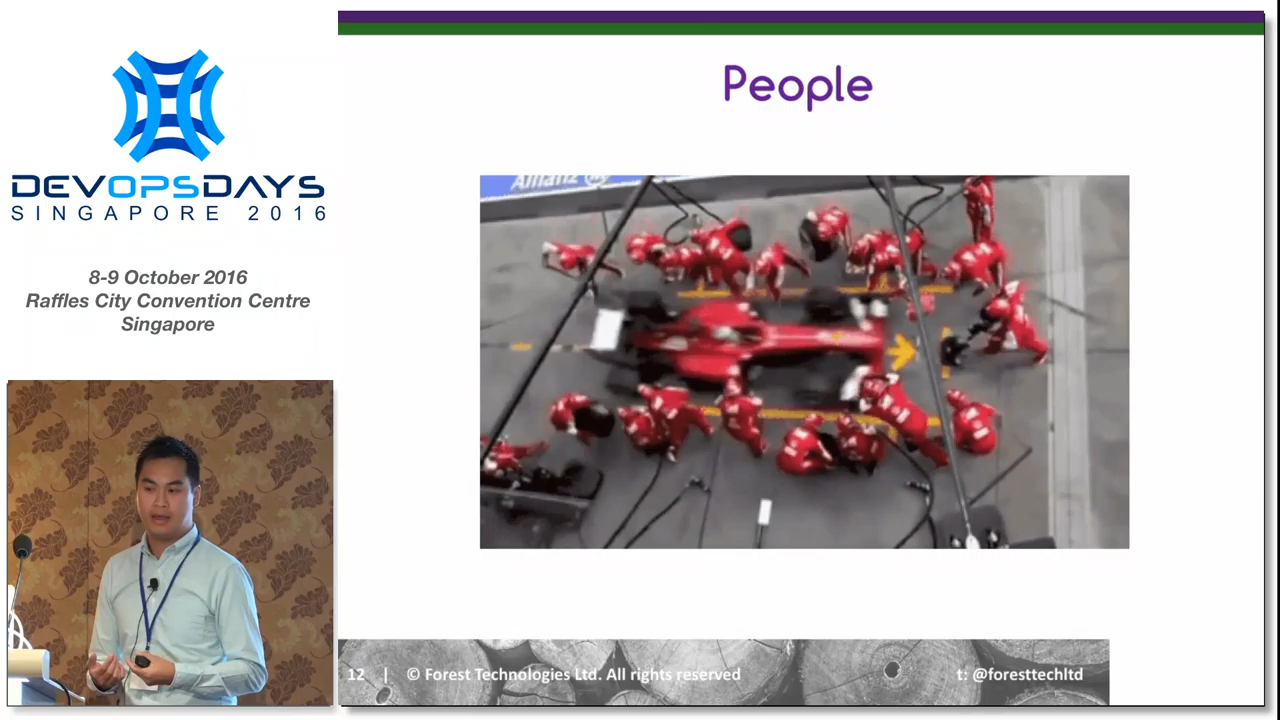 DEVOPSDAYS
SINGAPORE 2016
8-9 October 2016
Raffles City Convention Centre
Singapore
People
Allianz
12 | © Forest Technologies Ltd. All rights reserved
t: @foresttechltd